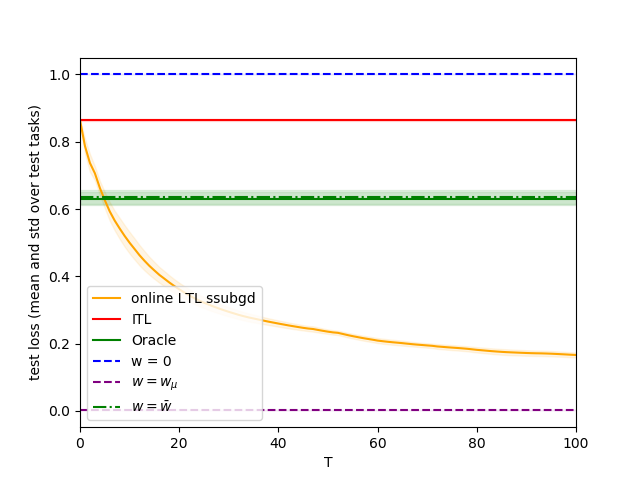 1.0
0.8
0.6
0.4
0.2
0.0
test loss (mean and std over test tasks)
online LTL ssubgd
ITL
Oracle
w = 0
w = w_μ
w = w̄
0 20 40 60 80 100
T